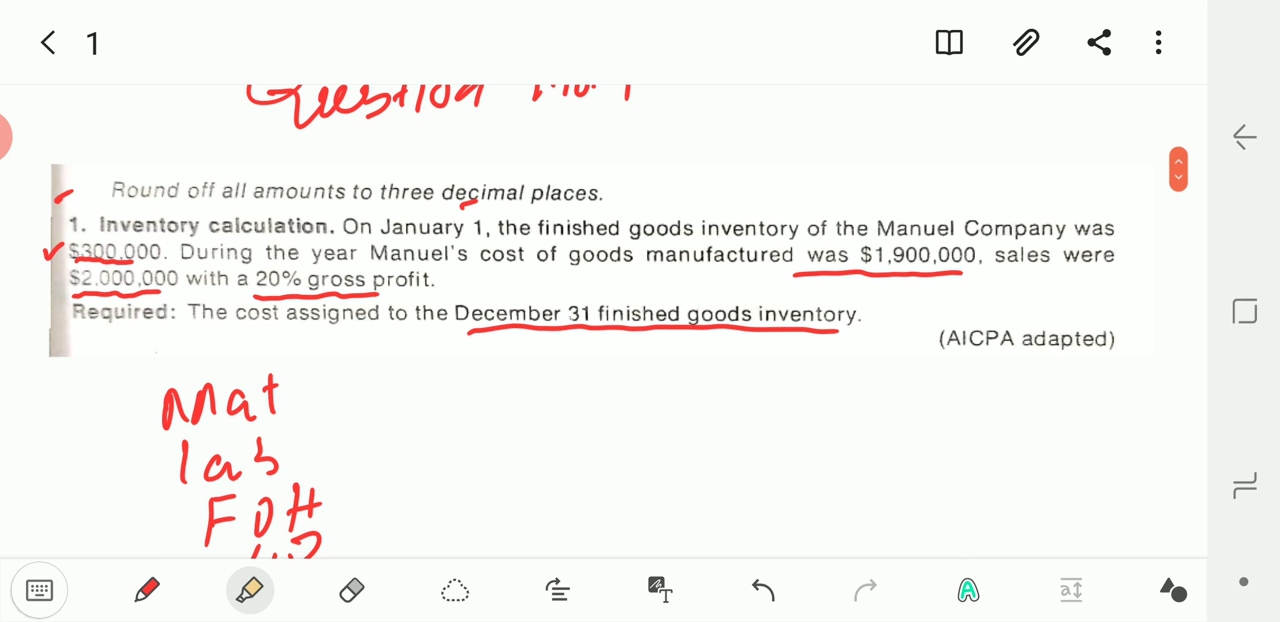 1
Question No. 1
Round off all amounts to three decimal places.
1. Inventory calculation. On January 1, the finished goods inventory of the Manuel Company was
$300,000. During the year Manuel's cost of goods manufactured was $1,900,000, sales were
$2,000,000 with a 20% gross profit.
Required: The cost assigned to the December 31 finished goods inventory.
(AICPA adapted)
Mat
lab
FOH